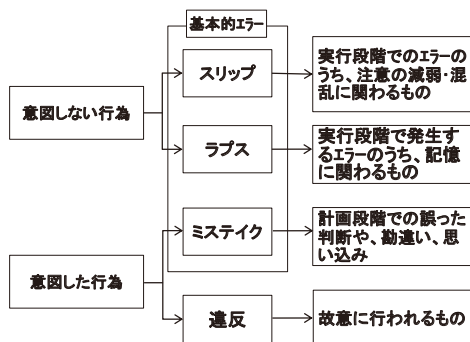 基本的エラー
意図しない行為
スリップ
実行段階でのエラーの
うち、注意の減弱・混
乱に関わるもの
ラプス
実行段階で発生す
るエラーのうち、記憶
に関わるもの
意図した行為
ミステイク
計画段階での誤った
判断や、勘違い、思
い込み
違反
故意に行われるもの